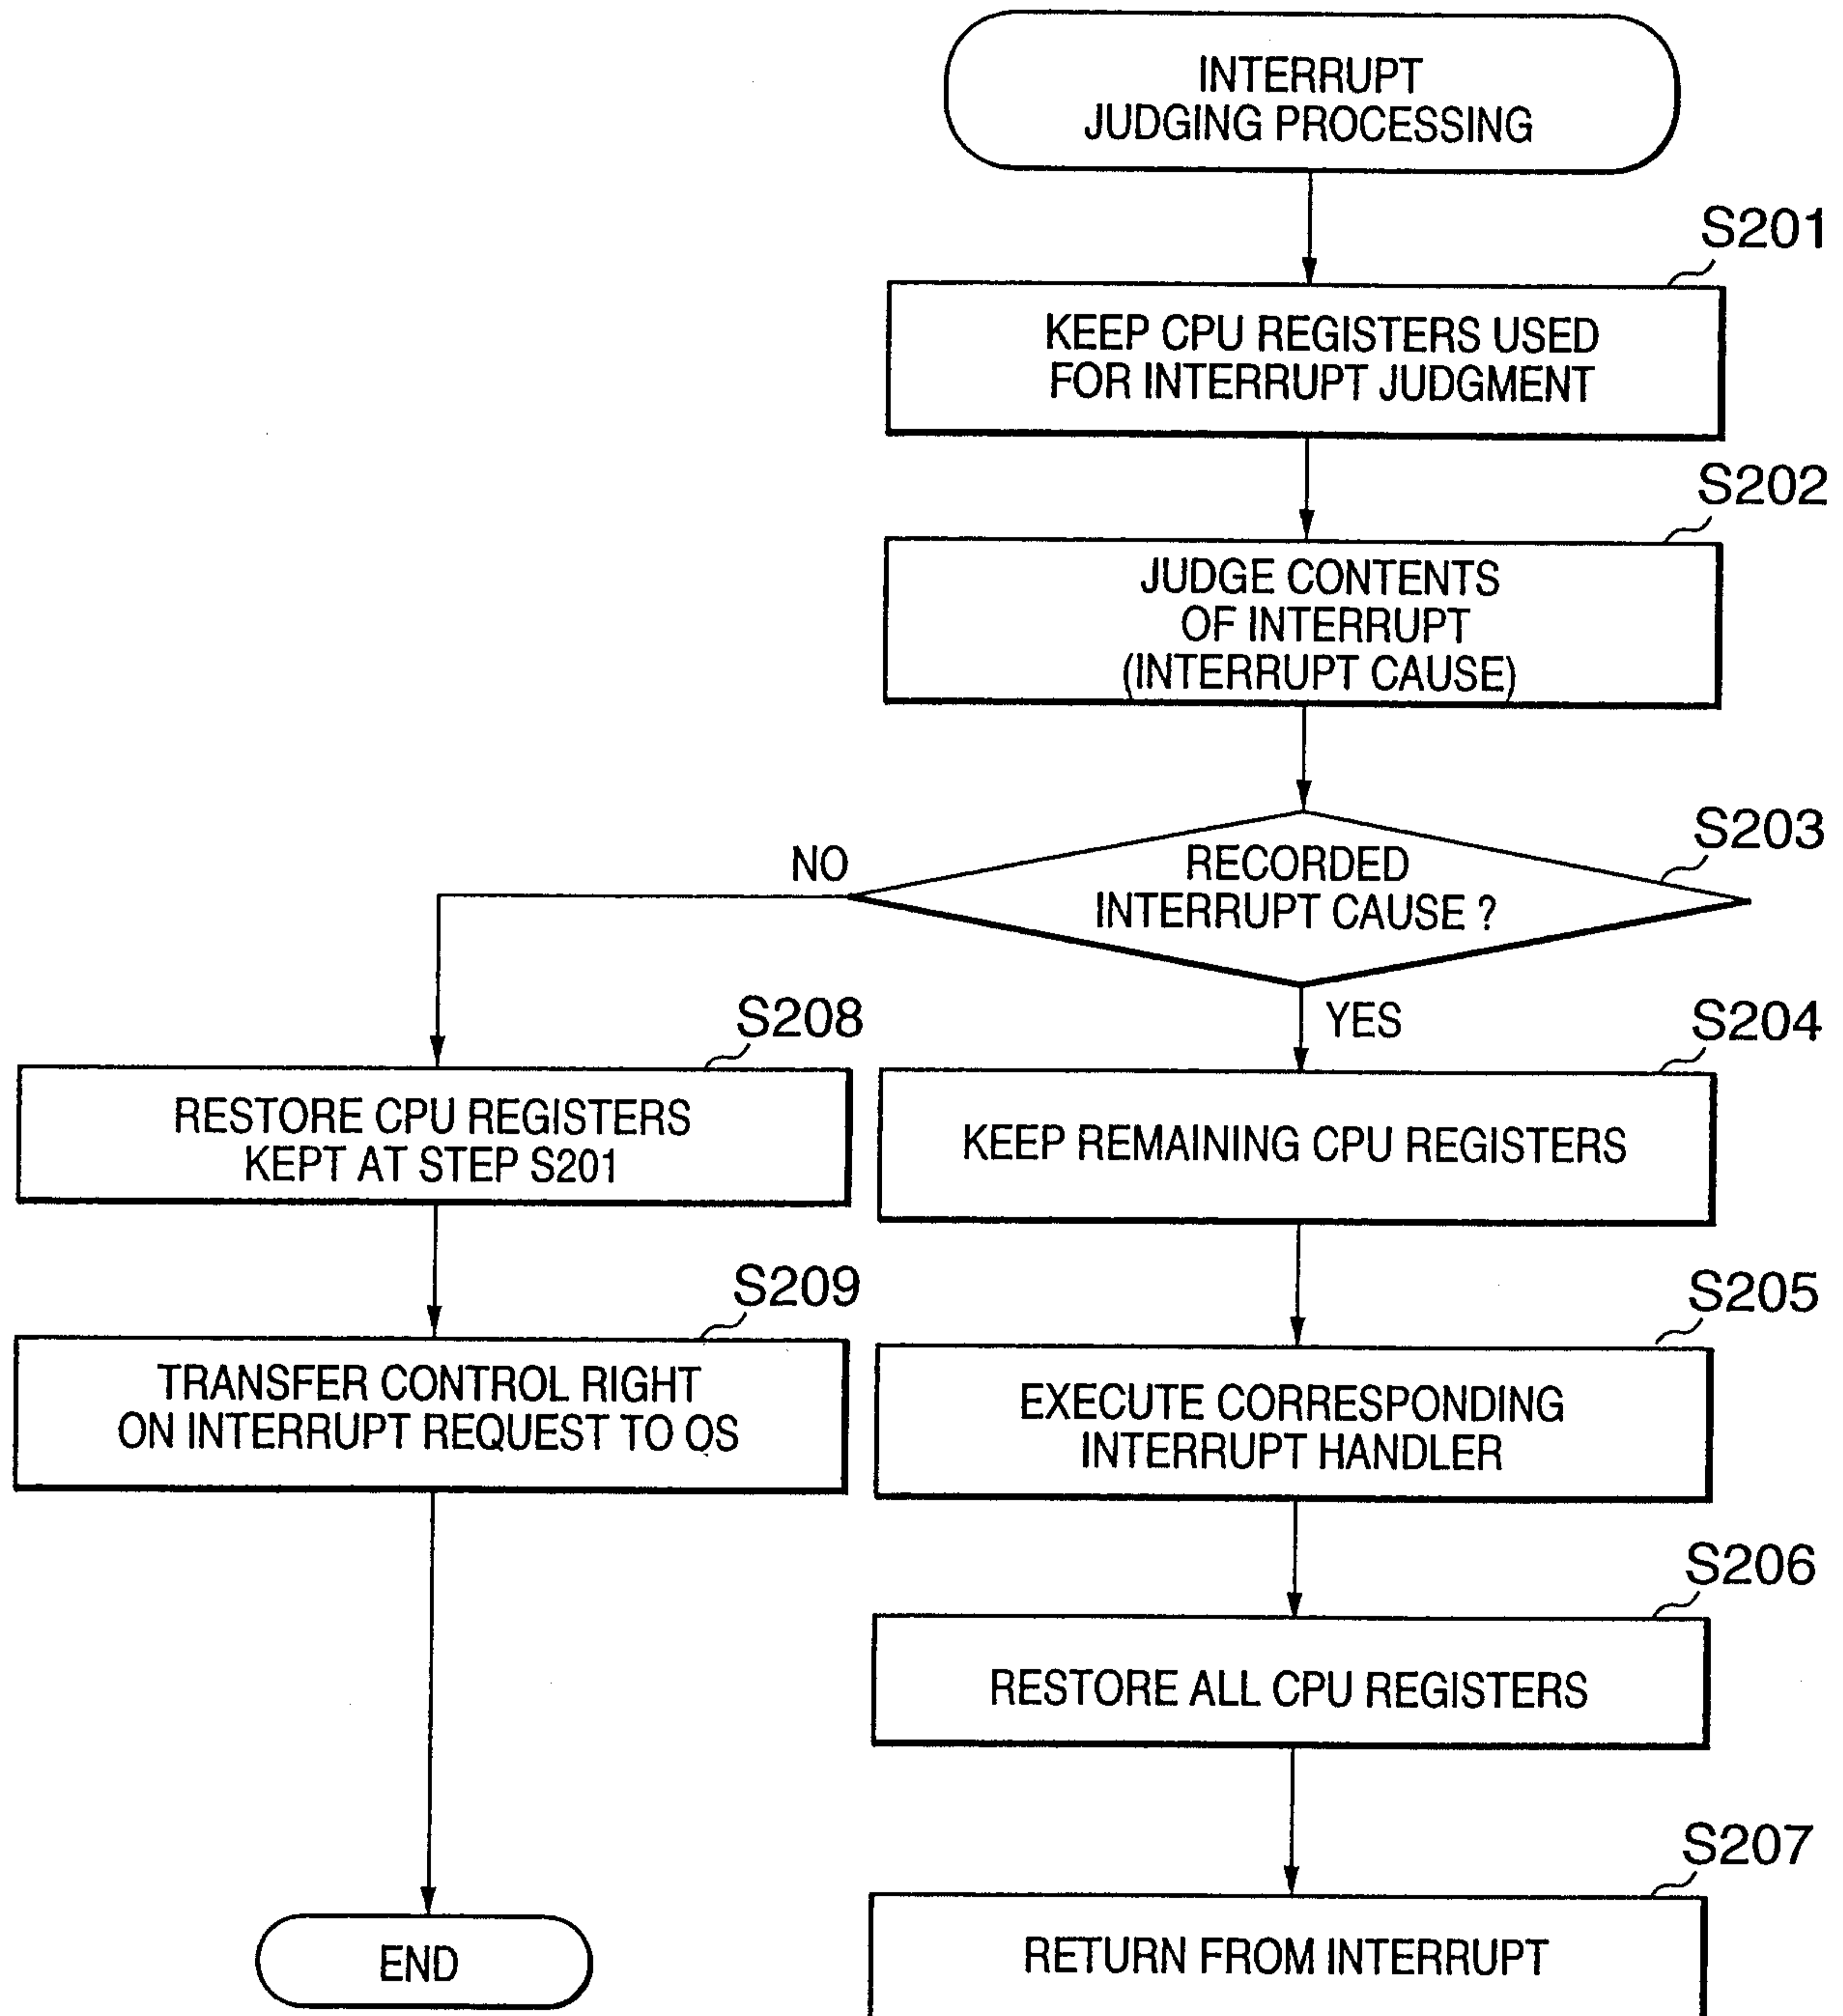 INTERRUPT
JUDGING PROCESSING
S201
KEEP CPU REGISTERS USED
FOR INTERRUPT JUDGMENT
S202
JUDGE CONTENTS
OF INTERRUPT
(INTERRUPT CAUSE)
S203
RECORDED
INTERRUPT CAUSE ?
NO
YES
S208
RESTORE CPU REGISTERS
KEPT AT STEP S201
S204
KEEP REMAINING CPU REGISTERS
S209
TRANSFER CONTROL RIGHT
ON INTERRUPT REQUEST TO OS
S205
EXECUTE CORRESPONDING
INTERRUPT HANDLER
S206
RESTORE ALL CPU REGISTERS
S207
RETURN FROM INTERRUPT
END